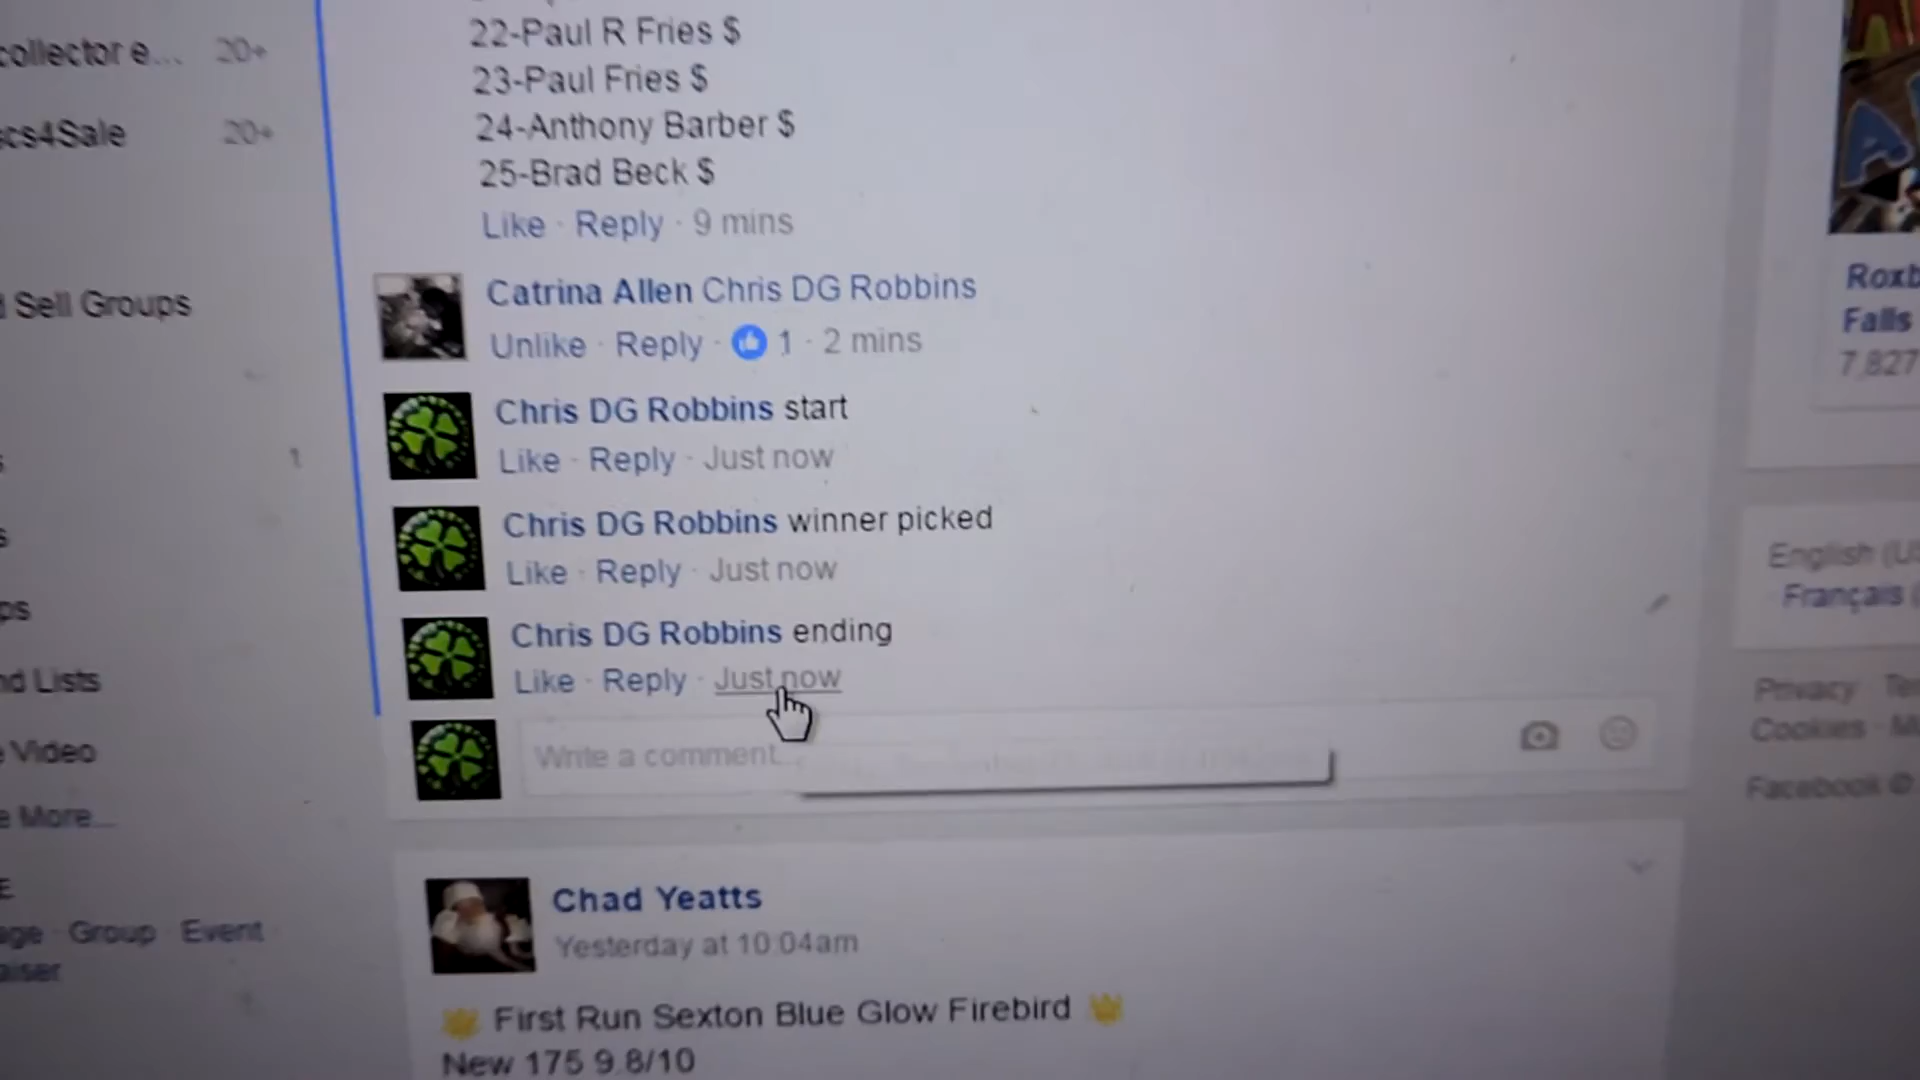 22-Paul R Fries $
23-Paul Fries $
24-Anthony Barber $
25-Brad Beck $
Like · Reply · 9 mins
Catrina Allen Chris DG Robbins
Unlike · Reply · 1 · 2 mins
Chris DG Robbins start
Like · Reply · Just now
Chris DG Robbins winner picked
Like · Reply · Just now
Chris DG Robbins ending
Like · Reply · Just now
Write a comment...
Chad Yeatts
Yesterday at 10:04am
First Run Sexton Blue Glow Firebird
New 175 9.8/10
collector e... 20+
cs4Sale 20+
Sell Groups
1
Lists
Video
More...
Group Event
Falls
7,827
English
Français
Privacy
Cookies
Facebook ©